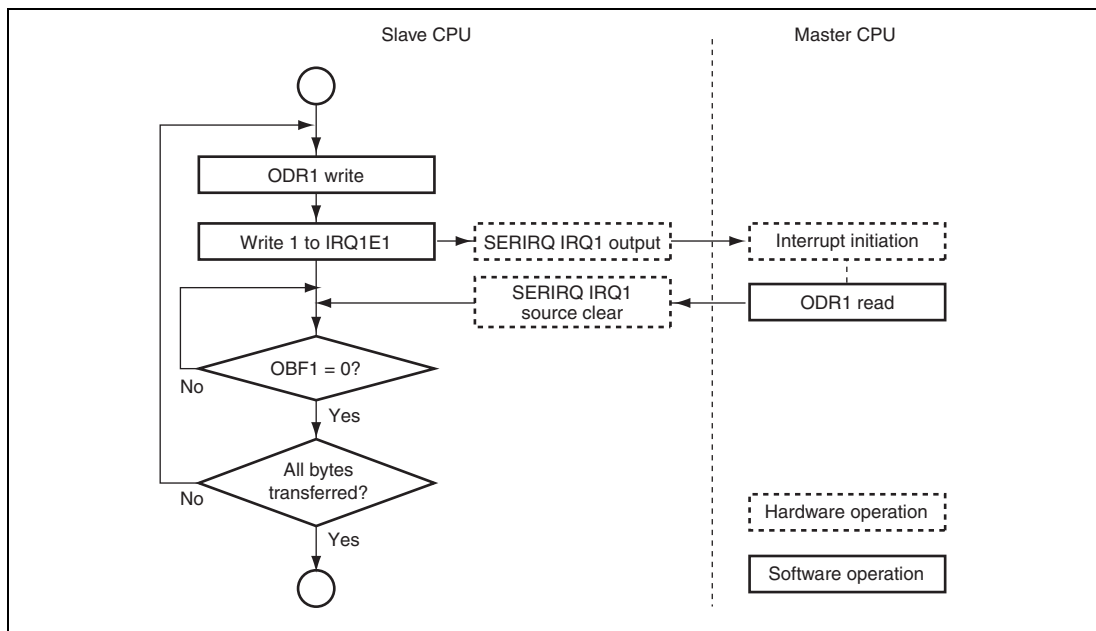 Slave CPU
Master CPU
ODR1 write
Write 1 to IRQ1E1
SERIRQ IRQ1 output
Interrupt initiation
SERIRQ IRQ1
source clear
ODR1 read
OBF1 = 0?
No
Yes
All bytes
transferred?
No
Yes
Hardware operation
Software operation